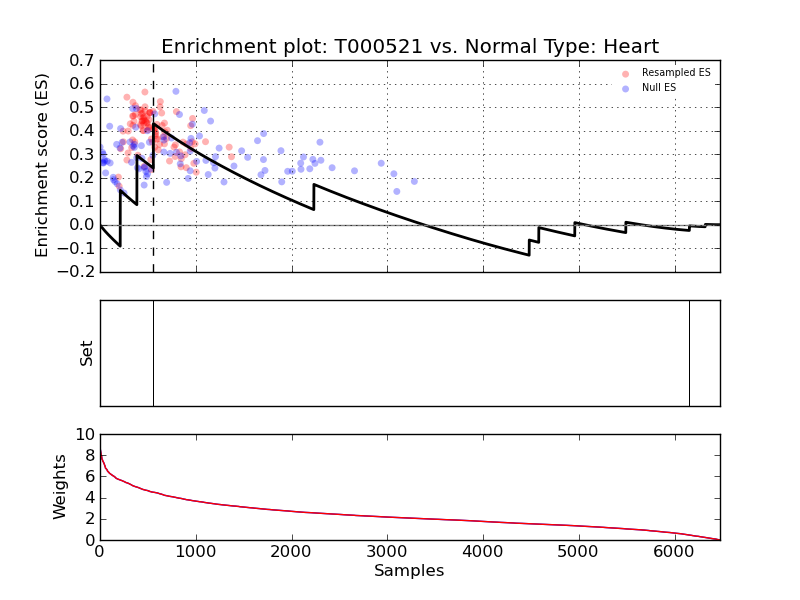 Enrichment plot: T000521 vs. Normal Type: Heart
Enrichment score (ES)
0.7
0.6
0.5
0.4
0.3
0.2
0.1
0.0
−0.1
−0.2
Resampled ES
Null ES
Set
Weights
10
8
6
4
2
0
0 1000 2000 3000 4000 5000 6000
Samples